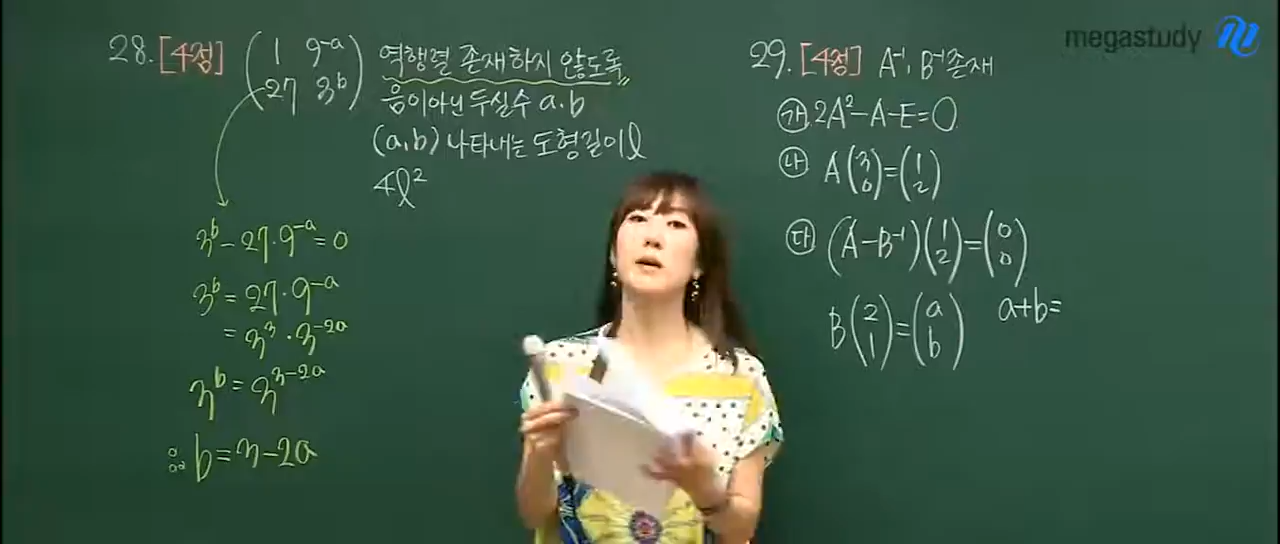 megastudy
28. [4점] ( 1 9^-a ; 27 3^b ) 역행렬 존재하지 않도록
음이아닌 두실수 a.b
(a,b) 나타내는 도형길이 l
4l²
3^b - 27·9^-a = 0
3^b = 27·9^-a
= 3^3 · 3^-2a
3^b = 3^3-2a
∴ b = 3-2a
29. [4점] A^-1, B^-1 존재
㉮ 2A²-A-E=O
㉯ A(3 ; 0)=(1 ; 2)
㉰ (A-B^-1)(1 ; 2)=(0 ; 0)
B(2 ; 1)=(a ; b) a+b=